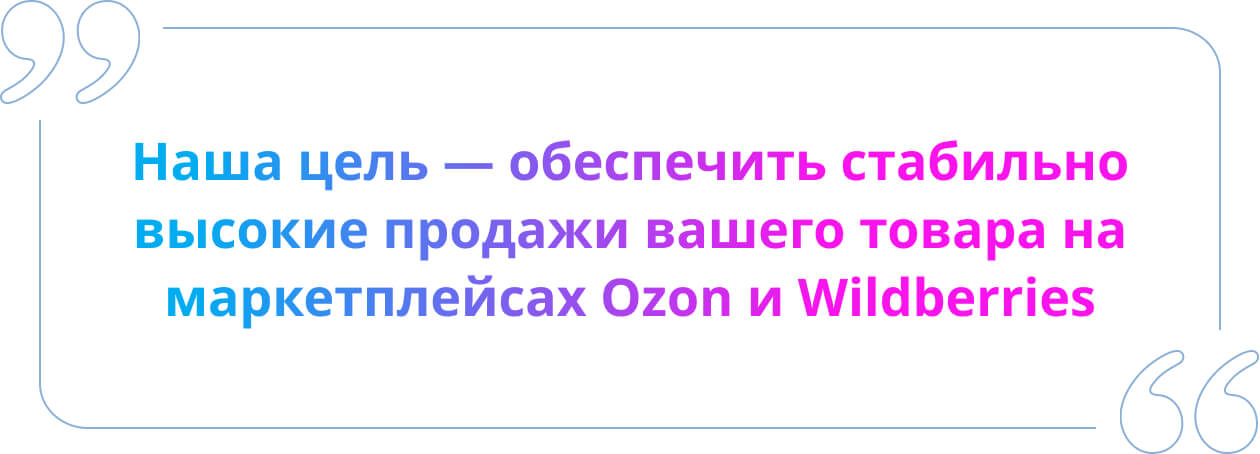 Наша цель — обеспечить стабильно
высокие продажи вашего товара на
маркетплейсах Ozon и Wildberries